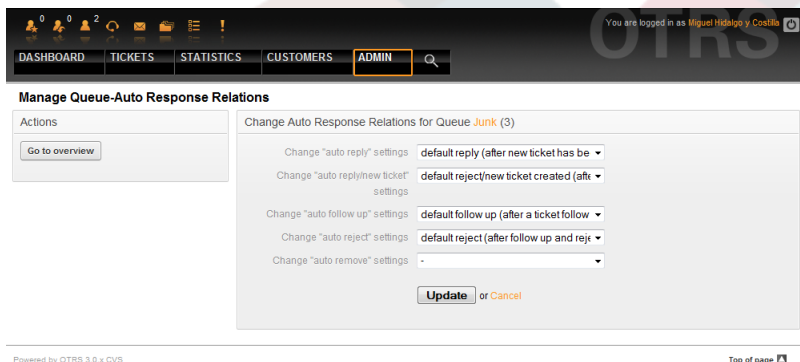 0 0 2
You are logged in as Miguel Hidalgo y Costilla
OTRS
DASHBOARD TICKETS STATISTICS CUSTOMERS ADMIN
Manage Queue-Auto Response Relations
Actions
Go to overview
Change Auto Response Relations for Queue Junk (3)
Change "auto reply" settings default reply (after new ticket has be
Change "auto reply/new ticket" settings default reject/new ticket created (afte
Change "auto follow up" settings default follow up (after a ticket follow
Change "auto reject" settings default reject (after follow up and reje
Change "auto remove" settings -
Update or Cancel
Powered by OTRS 3.0.x CVS
Top of page